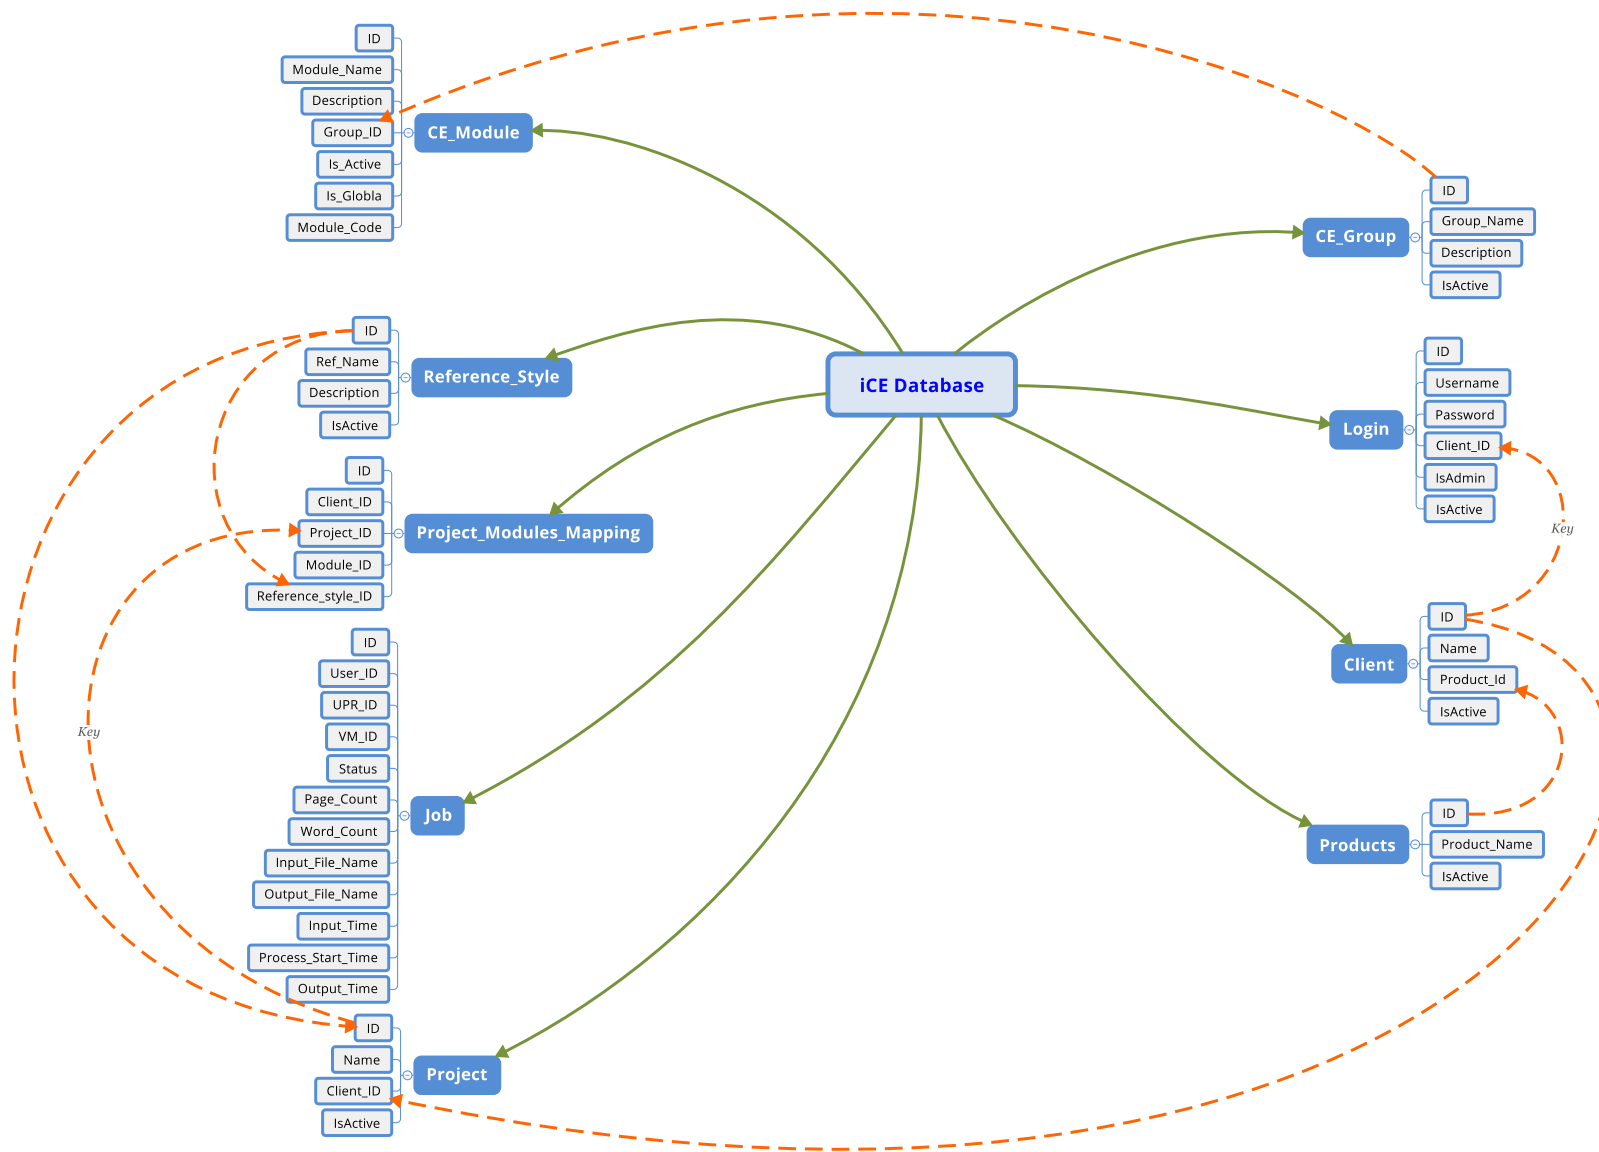 ID
Module_Name
Description
Group_ID
Is_Active
Is_Globla
Module_Code
CE_Module
ID
Ref_Name
Description
IsActive
Reference_Style
ID
Client_ID
Project_ID
Module_ID
Reference_style_ID
Project_Modules_Mapping
ID
User_ID
UPR_ID
VM_ID
Status
Page_Count
Word_Count
Input_File_Name
Output_File_Name
Input_Time
Process_Start_Time
Output_Time
Job
Key
ID
Name
Client_ID
IsActive
Project
iCE Database
CE_Group
ID
Group_Name
Description
IsActive
Login
ID
Username
Password
Client_ID
IsAdmin
IsActive
Key
Client
ID
Name
Product_Id
IsActive
Products
ID
Product_Name
IsActive